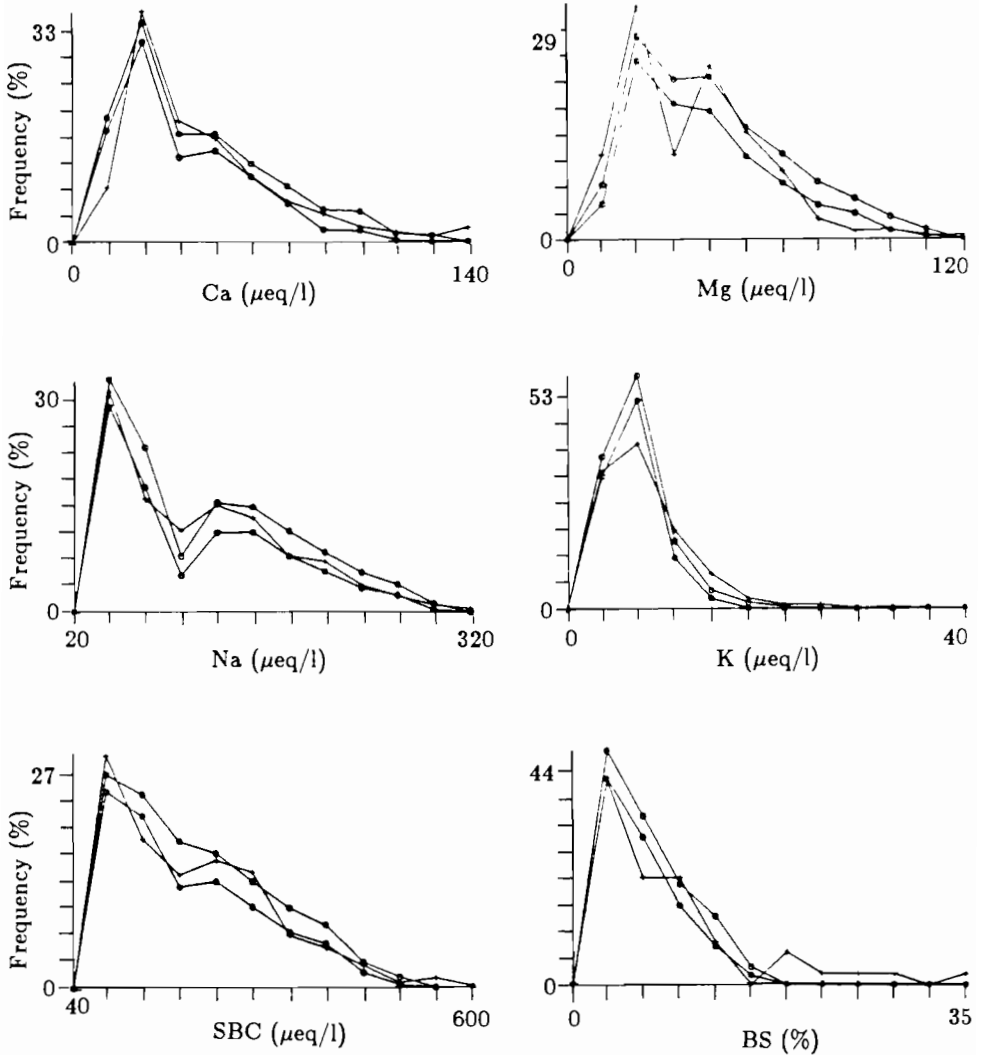 Frequency (%)
33
0
0
140
Ca (μeq/l)
29
0
0
120
Mg (μeq/l)
Frequency (%)
30
0
20
320
Na (μeq/l)
53
0
0
40
K (μeq/l)
Frequency (%)
27
0
40
600
SBC (μeq/l)
44
0
0
35
BS (%)